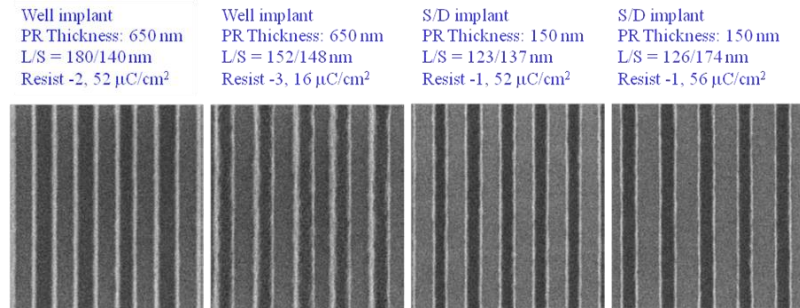 Well implant
PR Thickness: 650 nm
L/S = 180/140 nm
Resist -2, 52 μC/cm²
Well implant
PR Thickness: 650 nm
L/S = 152/148 nm
Resist -3, 16 μC/cm²
S/D implant
PR Thickness: 150 nm
L/S = 123/137 nm
Resist -1, 52 μC/cm²
S/D implant
PR Thickness: 150 nm
L/S = 126/174 nm
Resist -1, 56 μC/cm²